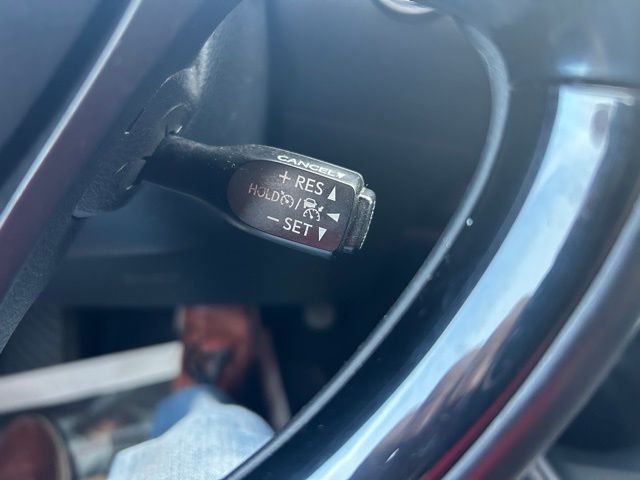 CANCEL
+ RES
HOLD /
− SET